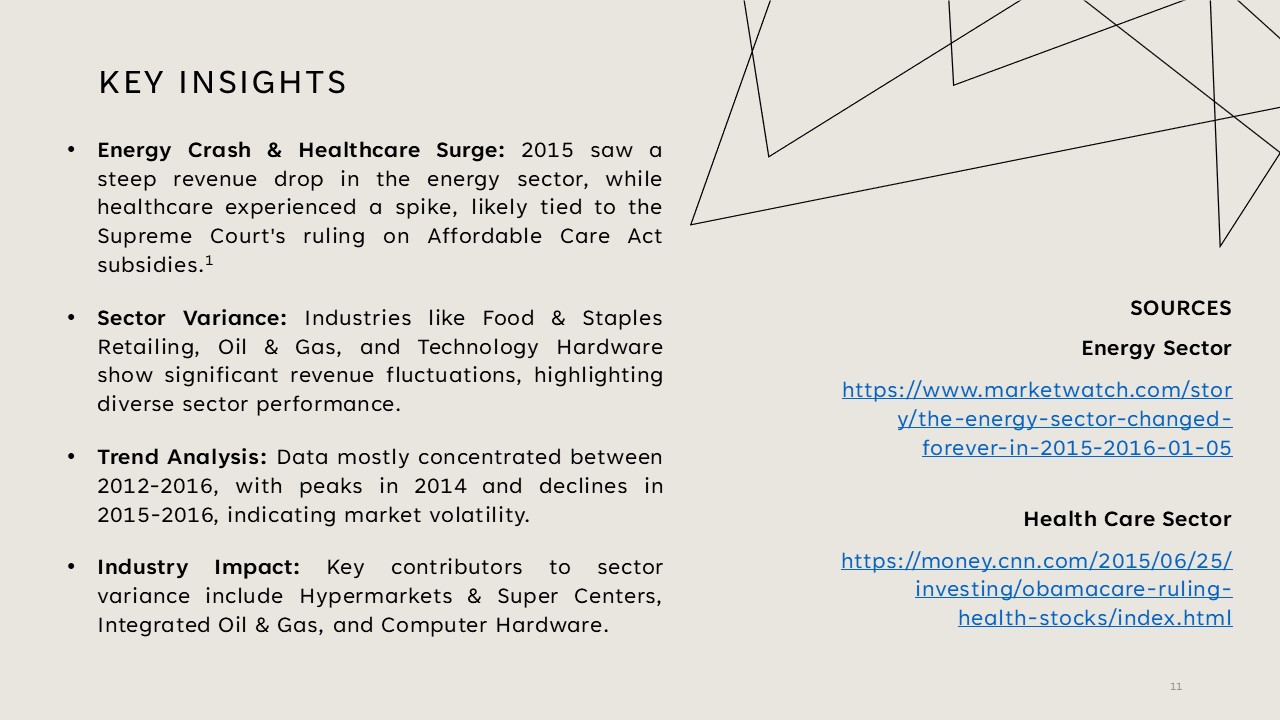 KEY INSIGHTS
• Energy Crash & Healthcare Surge: 2015 saw a
steep revenue drop in the energy sector, while
healthcare experienced a spike, likely tied to the
Supreme Court's ruling on Affordable Care Act
subsidies.¹
• Sector Variance: Industries like Food & Staples
Retailing, Oil & Gas, and Technology Hardware
show significant revenue fluctuations, highlighting
diverse sector performance.
• Trend Analysis: Data mostly concentrated between
2012-2016, with peaks in 2014 and declines in
2015-2016, indicating market volatility.
• Industry Impact: Key contributors to sector
variance include Hypermarkets & Super Centers,
Integrated Oil & Gas, and Computer Hardware.
SOURCES
Energy Sector
https://www.marketwatch.com/stor
y/the-energy-sector-changed-
forever-in-2015-2016-01-05
Health Care Sector
https://money.cnn.com/2015/06/25/
investing/obamacare-ruling-
health-stocks/index.html
11